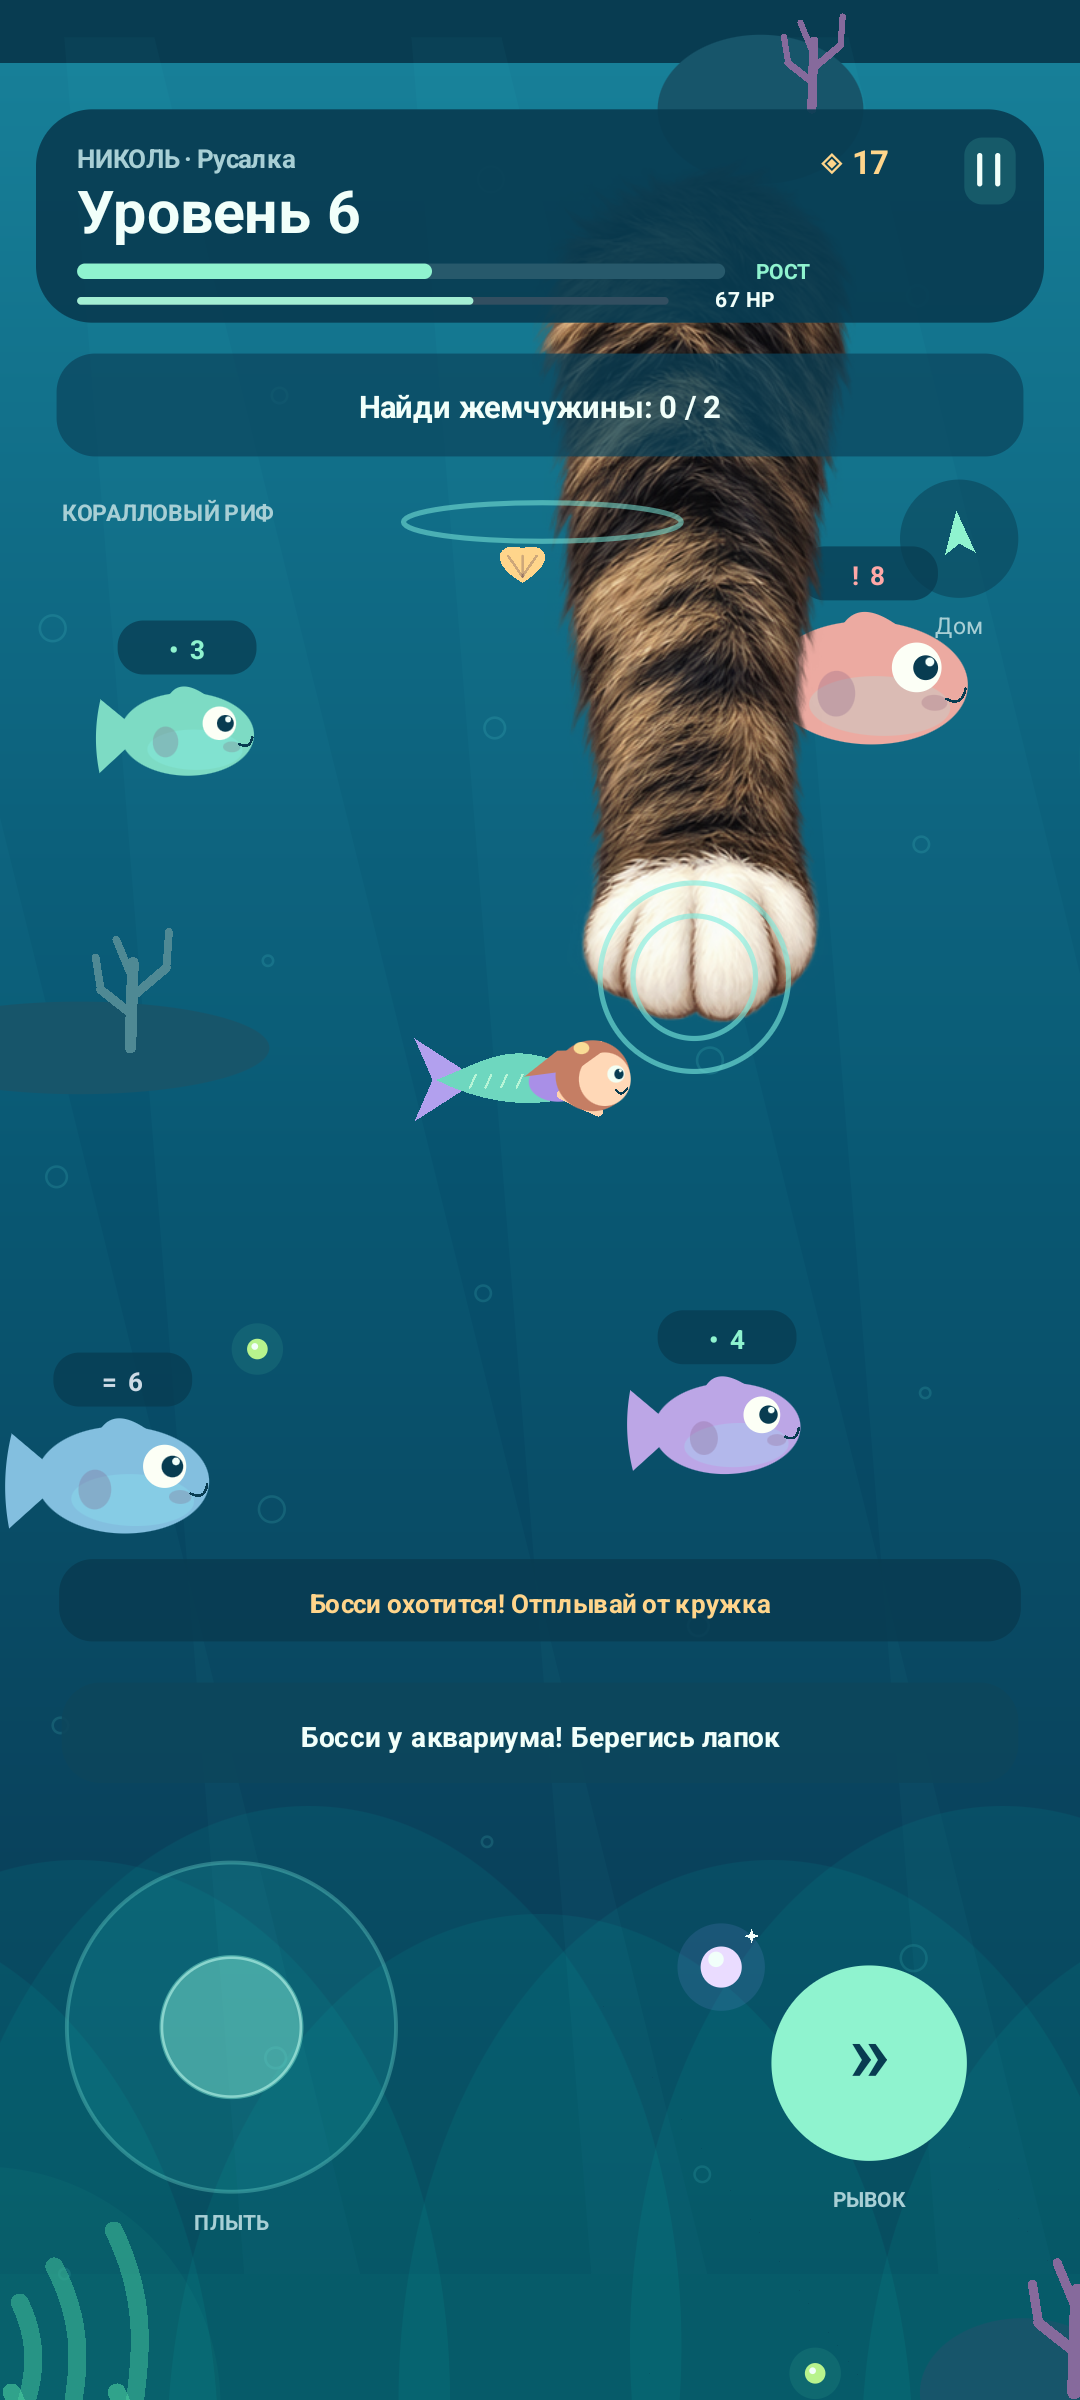 НИКОЛЬ · Русалка
17
Уровень 6
РОСТ
67 HP
Найди жемчужины: 0 / 2
КОРАЛЛОВЫЙ РИФ
! 8
Дом
• 3
• 4
= 6
Босси охотится! Отплывай от кружка
Босси у аквариума! Берегись лапок
»
РЫВОК
ПЛЫТЬ